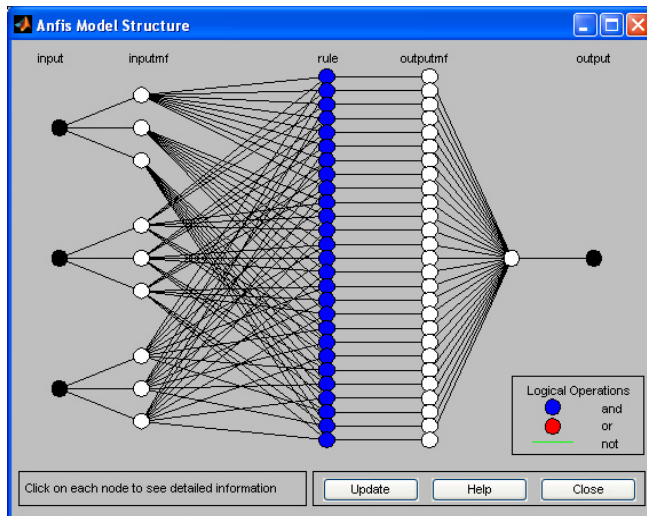 Anfis Model Structure
input inputmf rule outputmf output
Logical Operations
and
or
not
Click on each node to see detailed information
Update Help Close